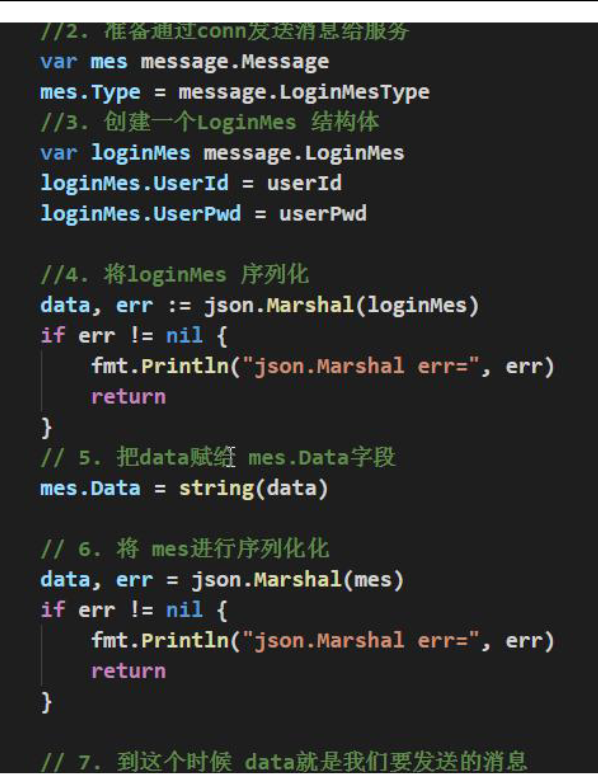 //2. 准备通过conn发送消息给服务
var mes message.Message
mes.Type = message.LoginMesType
//3. 创建一个LoginMes 结构体
var loginMes message.LoginMes
loginMes.UserId = userId
loginMes.UserPwd = userPwd
//4. 将loginMes 序列化
data, err := json.Marshal(loginMes)
if err != nil {
fmt.Println("json.Marshal err=", err)
return
}
// 5. 把data赋给 mes.Data字段
mes.Data = string(data)
// 6. 将 mes进行序列化化
data, err = json.Marshal(mes)
if err != nil {
fmt.Println("json.Marshal err=", err)
return
}
// 7. 到这个时候 data就是我们要发送的消息